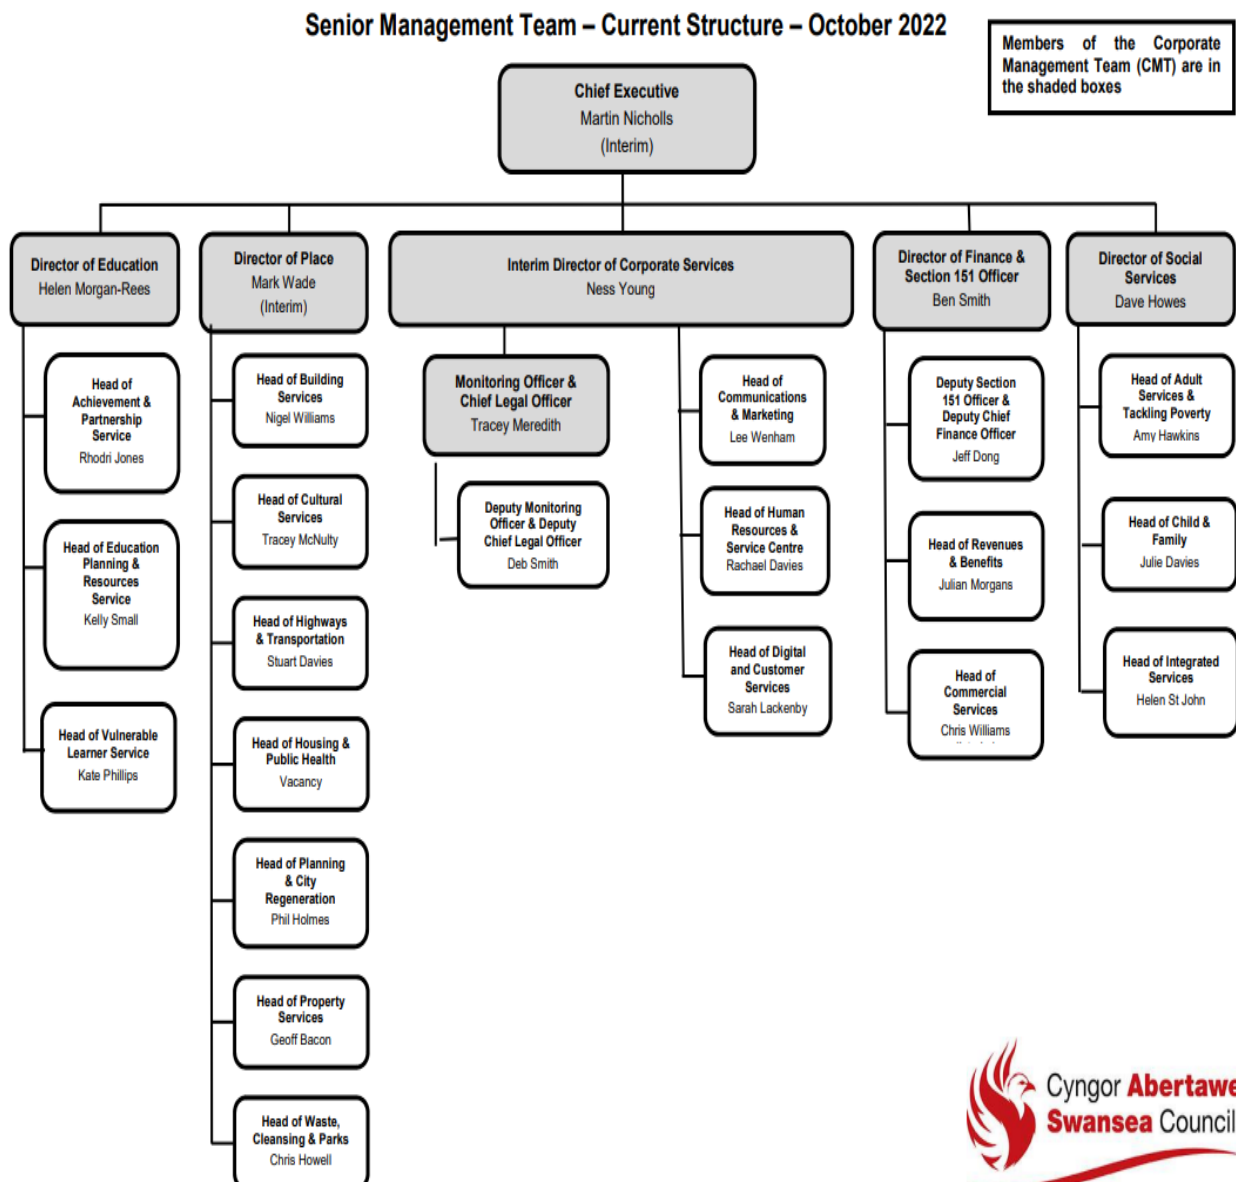 Senior Management Team – Current Structure – October 2022
Members of the Corporate
Management Team (CMT) are in
the shaded boxes
Chief Executive
Martin Nicholls
(Interim)
Director of Education
Helen Morgan-Rees
Director of Place
Mark Wade
(Interim)
Interim Director of Corporate Services
Ness Young
Director of Finance &
Section 151 Officer
Ben Smith
Director of Social
Services
Dave Howes
Head of
Achievement &
Partnership
Service
Rhodri Jones
Head of Education
Planning &
Resources
Service
Kelly Small
Head of Vulnerable
Learner Service
Kate Phillips
Head of Building
Services
Nigel Williams
Head of Cultural
Services
Tracey McNulty
Head of Highways
& Transportation
Stuart Davies
Head of Housing &
Public Health
Vacancy
Head of Planning
& City
Regeneration
Phil Holmes
Head of Property
Services
Geoff Bacon
Head of Waste,
Cleansing & Parks
Chris Howell
Monitoring Officer &
Chief Legal Officer
Tracey Meredith
Deputy Monitoring
Officer & Deputy
Chief Legal Officer
Deb Smith
Head of
Communications
& Marketing
Lee Wenham
Head of Human
Resources &
Service Centre
Rachael Davies
Head of Digital
and Customer
Services
Sarah Lackenby
Deputy Section
151 Officer &
Deputy Chief
Finance Officer
Jeff Dong
Head of Revenues
& Benefits
Julian Morgans
Head of
Commercial
Services
Chris Williams
Head of Adult
Services &
Tackling Poverty
Amy Hawkins
Head of Child &
Family
Julie Davies
Head of Integrated
Services
Helen St John
Cyngor Abertawe
Swansea Council